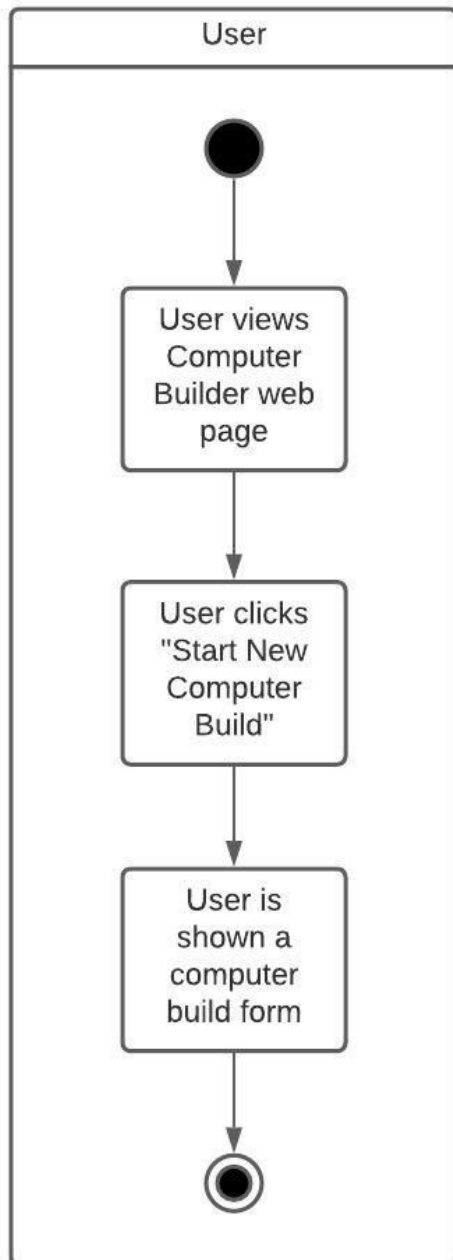 User
User views
Computer
Builder web
page
User clicks
"Start New
Computer
Build"
User is
shown a
computer
build form